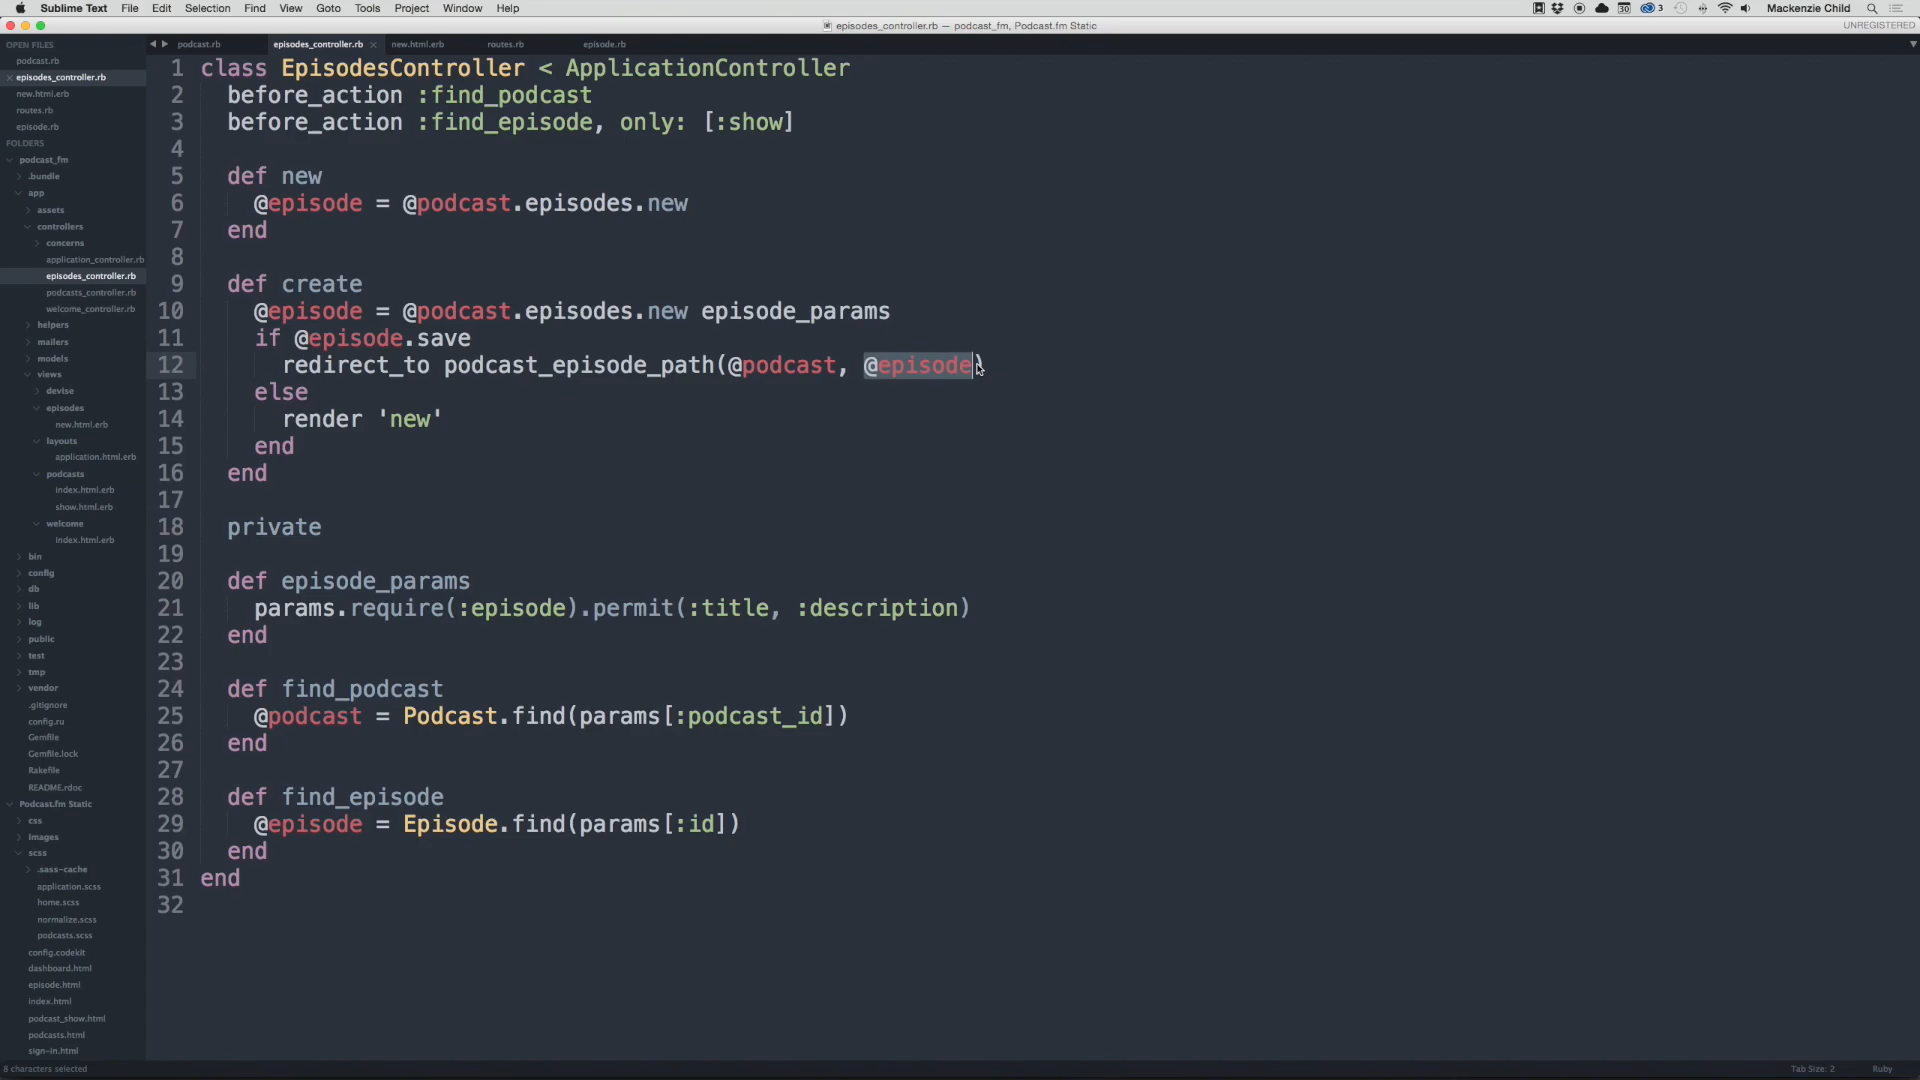 Sublime Text File Edit Selection Find View Goto Tools Project Window Help 30 3 Mackenzie Child
episodes_controller.rb — podcast_fm, Podcast.fm Static UNREGISTERED
OPEN FILES
podcast.rb
episodes_controller.rb
new.html.erb
routes.rb
episode.rb
FOLDERS
podcast_fm
.bundle
app
assets
controllers
concerns
application_controller.rb
episodes_controller.rb
podcasts_controller.rb
welcome_controller.rb
helpers
mailers
models
views
devise
episodes
new.html.erb
layouts
application.html.erb
podcasts
index.html.erb
show.html.erb
welcome
index.html.erb
bin
config
db
lib
log
public
test
tmp
vendor
.gitignore
config.ru
Gemfile
Gemfile.lock
Rakefile
README.rdoc
Podcast.fm Static
css
images
scss
.sass-cache
application.scss
home.scss
normalize.scss
podcasts.scss
config.codekit
dashboard.html
episode.html
index.html
podcast_show.html
podcasts.html
sign-in.html
podcast.rb episodes_controller.rb new.html.erb routes.rb episode.rb
1 class EpisodesController < ApplicationController
2 before_action :find_podcast
3 before_action :find_episode, only: [:show]
4
5 def new
6 @episode = @podcast.episodes.new
7 end
8
9 def create
10 @episode = @podcast.episodes.new episode_params
11 if @episode.save
12 redirect_to podcast_episode_path(@podcast, @episode)
13 else
14 render 'new'
15 end
16 end
17
18 private
19
20 def episode_params
21 params.require(:episode).permit(:title, :description)
22 end
23
24 def find_podcast
25 @podcast = Podcast.find(params[:podcast_id])
26 end
27
28 def find_episode
29 @episode = Episode.find(params[:id])
30 end
31 end
32
8 characters selected Tab Size: 2 Ruby